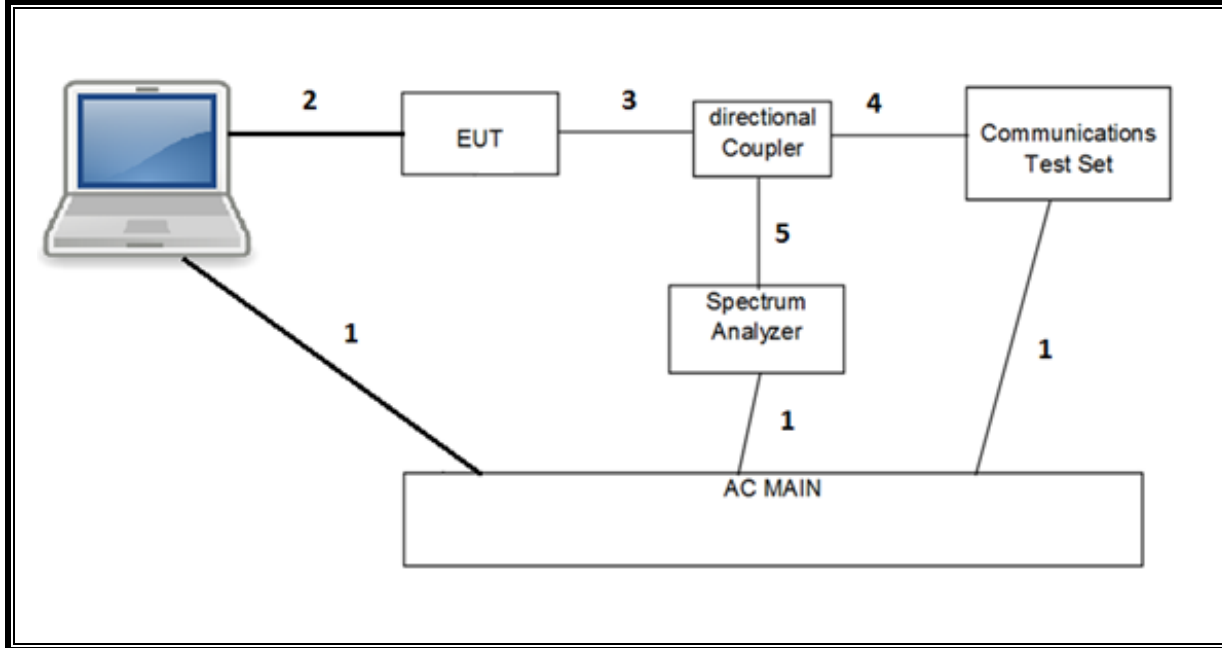 2
EUT
3
directional
Coupler
4
Communications
Test Set
5
Spectrum
Analyzer
1
1
1
AC MAIN